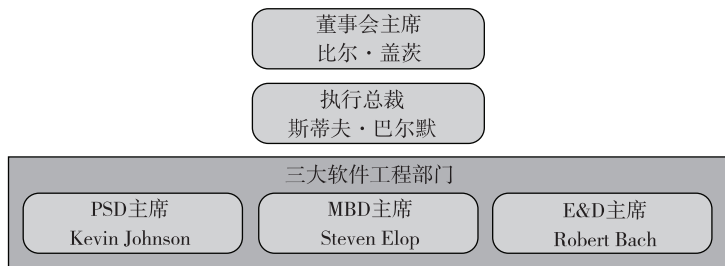 董事会主席
比尔·盖茨
执行总裁
斯蒂夫·巴尔默
三大软件工程部门
PSD主席
Kevin Johnson
MBD主席
Steven Elop
E&D主席
Robert Bach